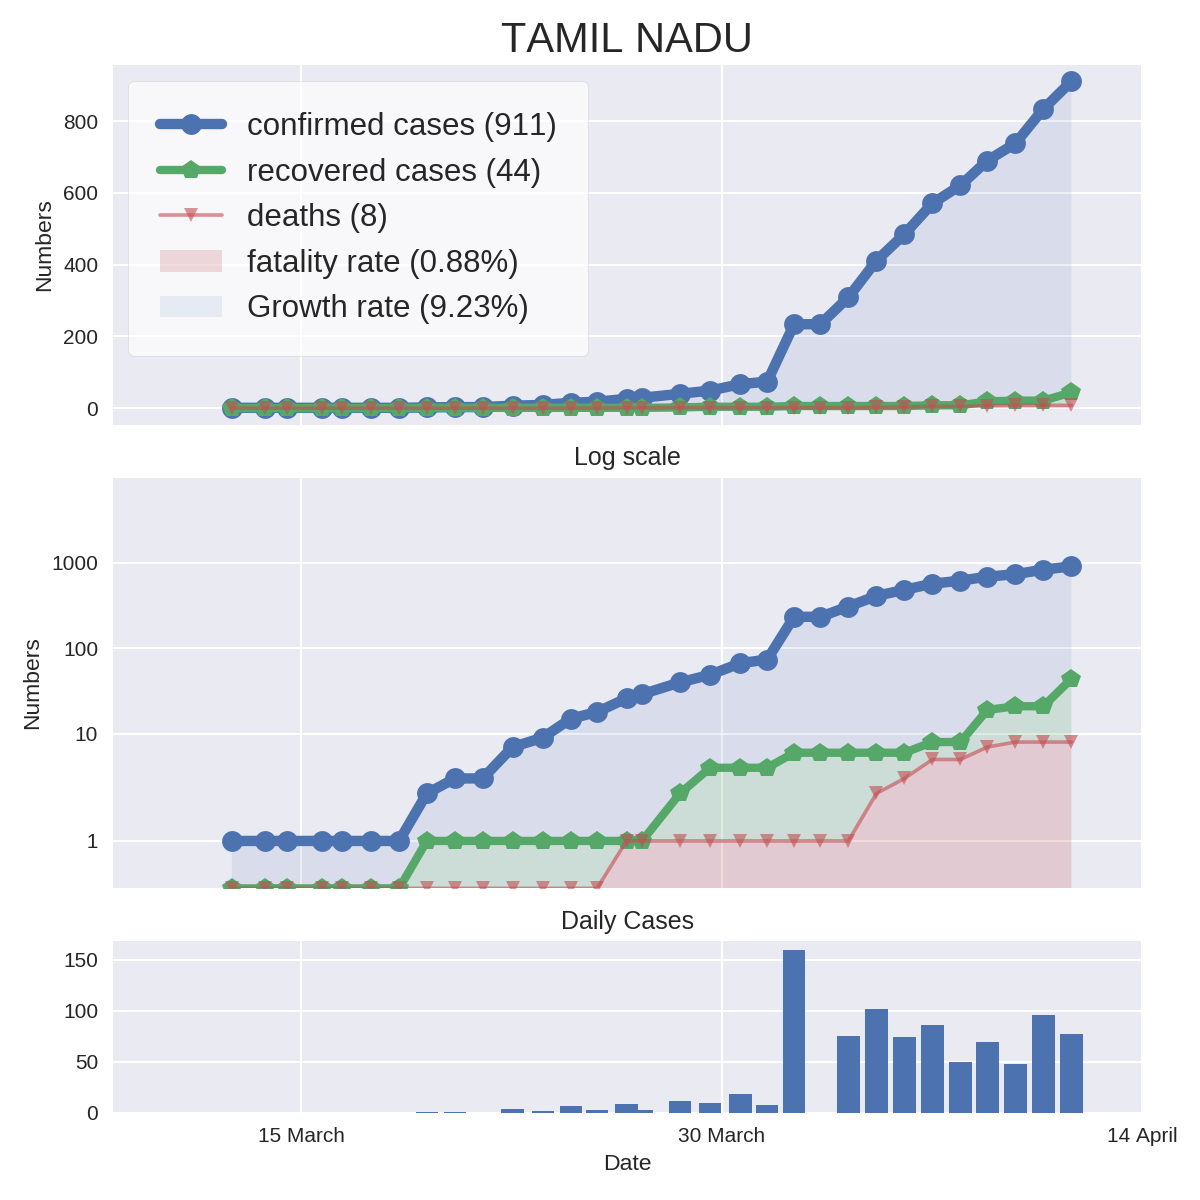 TAMIL NADU
800
600
400
200
0
Numbers
confirmed cases (911)
recovered cases (44)
deaths (8)
fatality rate (0.88%)
Growth rate (9.23%)
Log scale
1000
100
10
1
Numbers
Daily Cases
150
100
50
0
15 March
30 March
14 April
Date